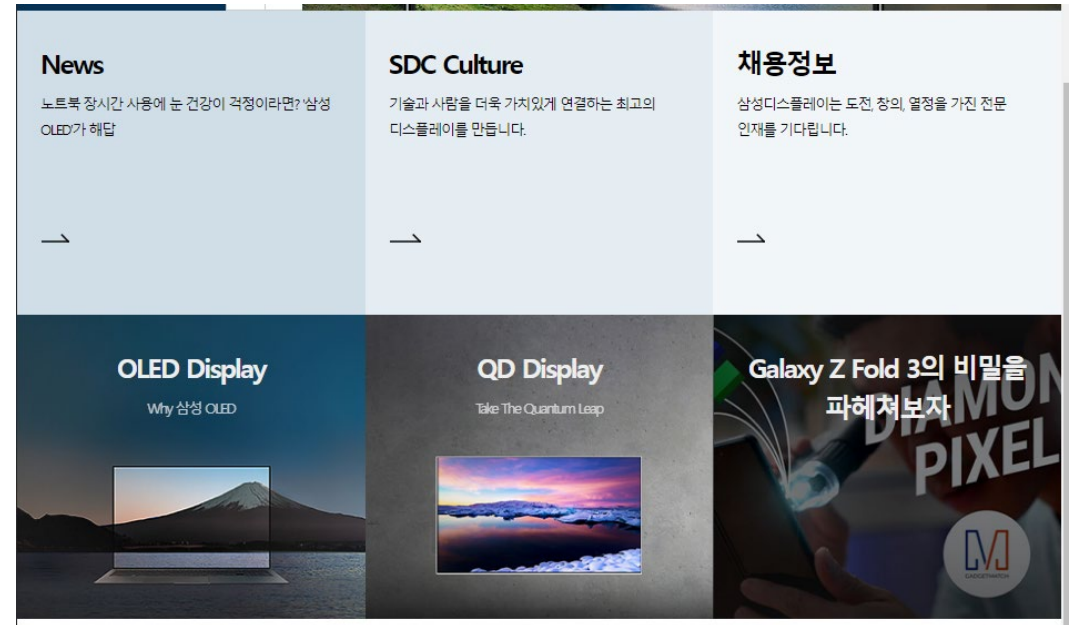 News
노트북 장시간 사용에 눈 건강이 걱정이라면? '삼성
OLED'가 해답
SDC Culture
기술과 사람을 더욱 가치있게 연결하는 최고의
디스플레이를 만듭니다.
채용정보
삼성디스플레이는 도전, 창의, 열정을 가진 전문
인재를 기다립니다.
OLED Display
Why 삼성 OLED
QD Display
Take The Quantum Leap
Galaxy Z Fold 3의 비밀을
파헤쳐보자
DIAMON
PIXEL
GADGETMATCH